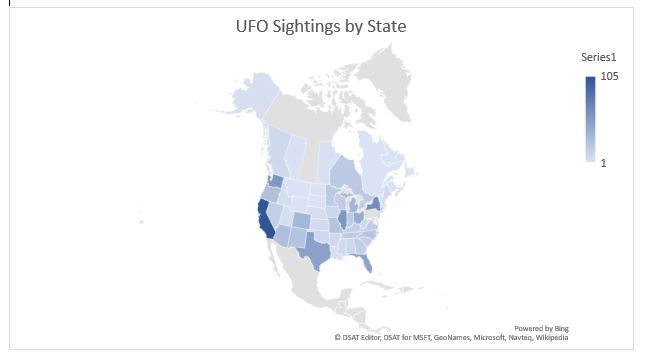 UFO Sightings by State
Series1
105
1
Powered by Bing
© DSAT Editor, DSAT for MSFT, GeoNames, Microsoft, Navteq, Wikipedia